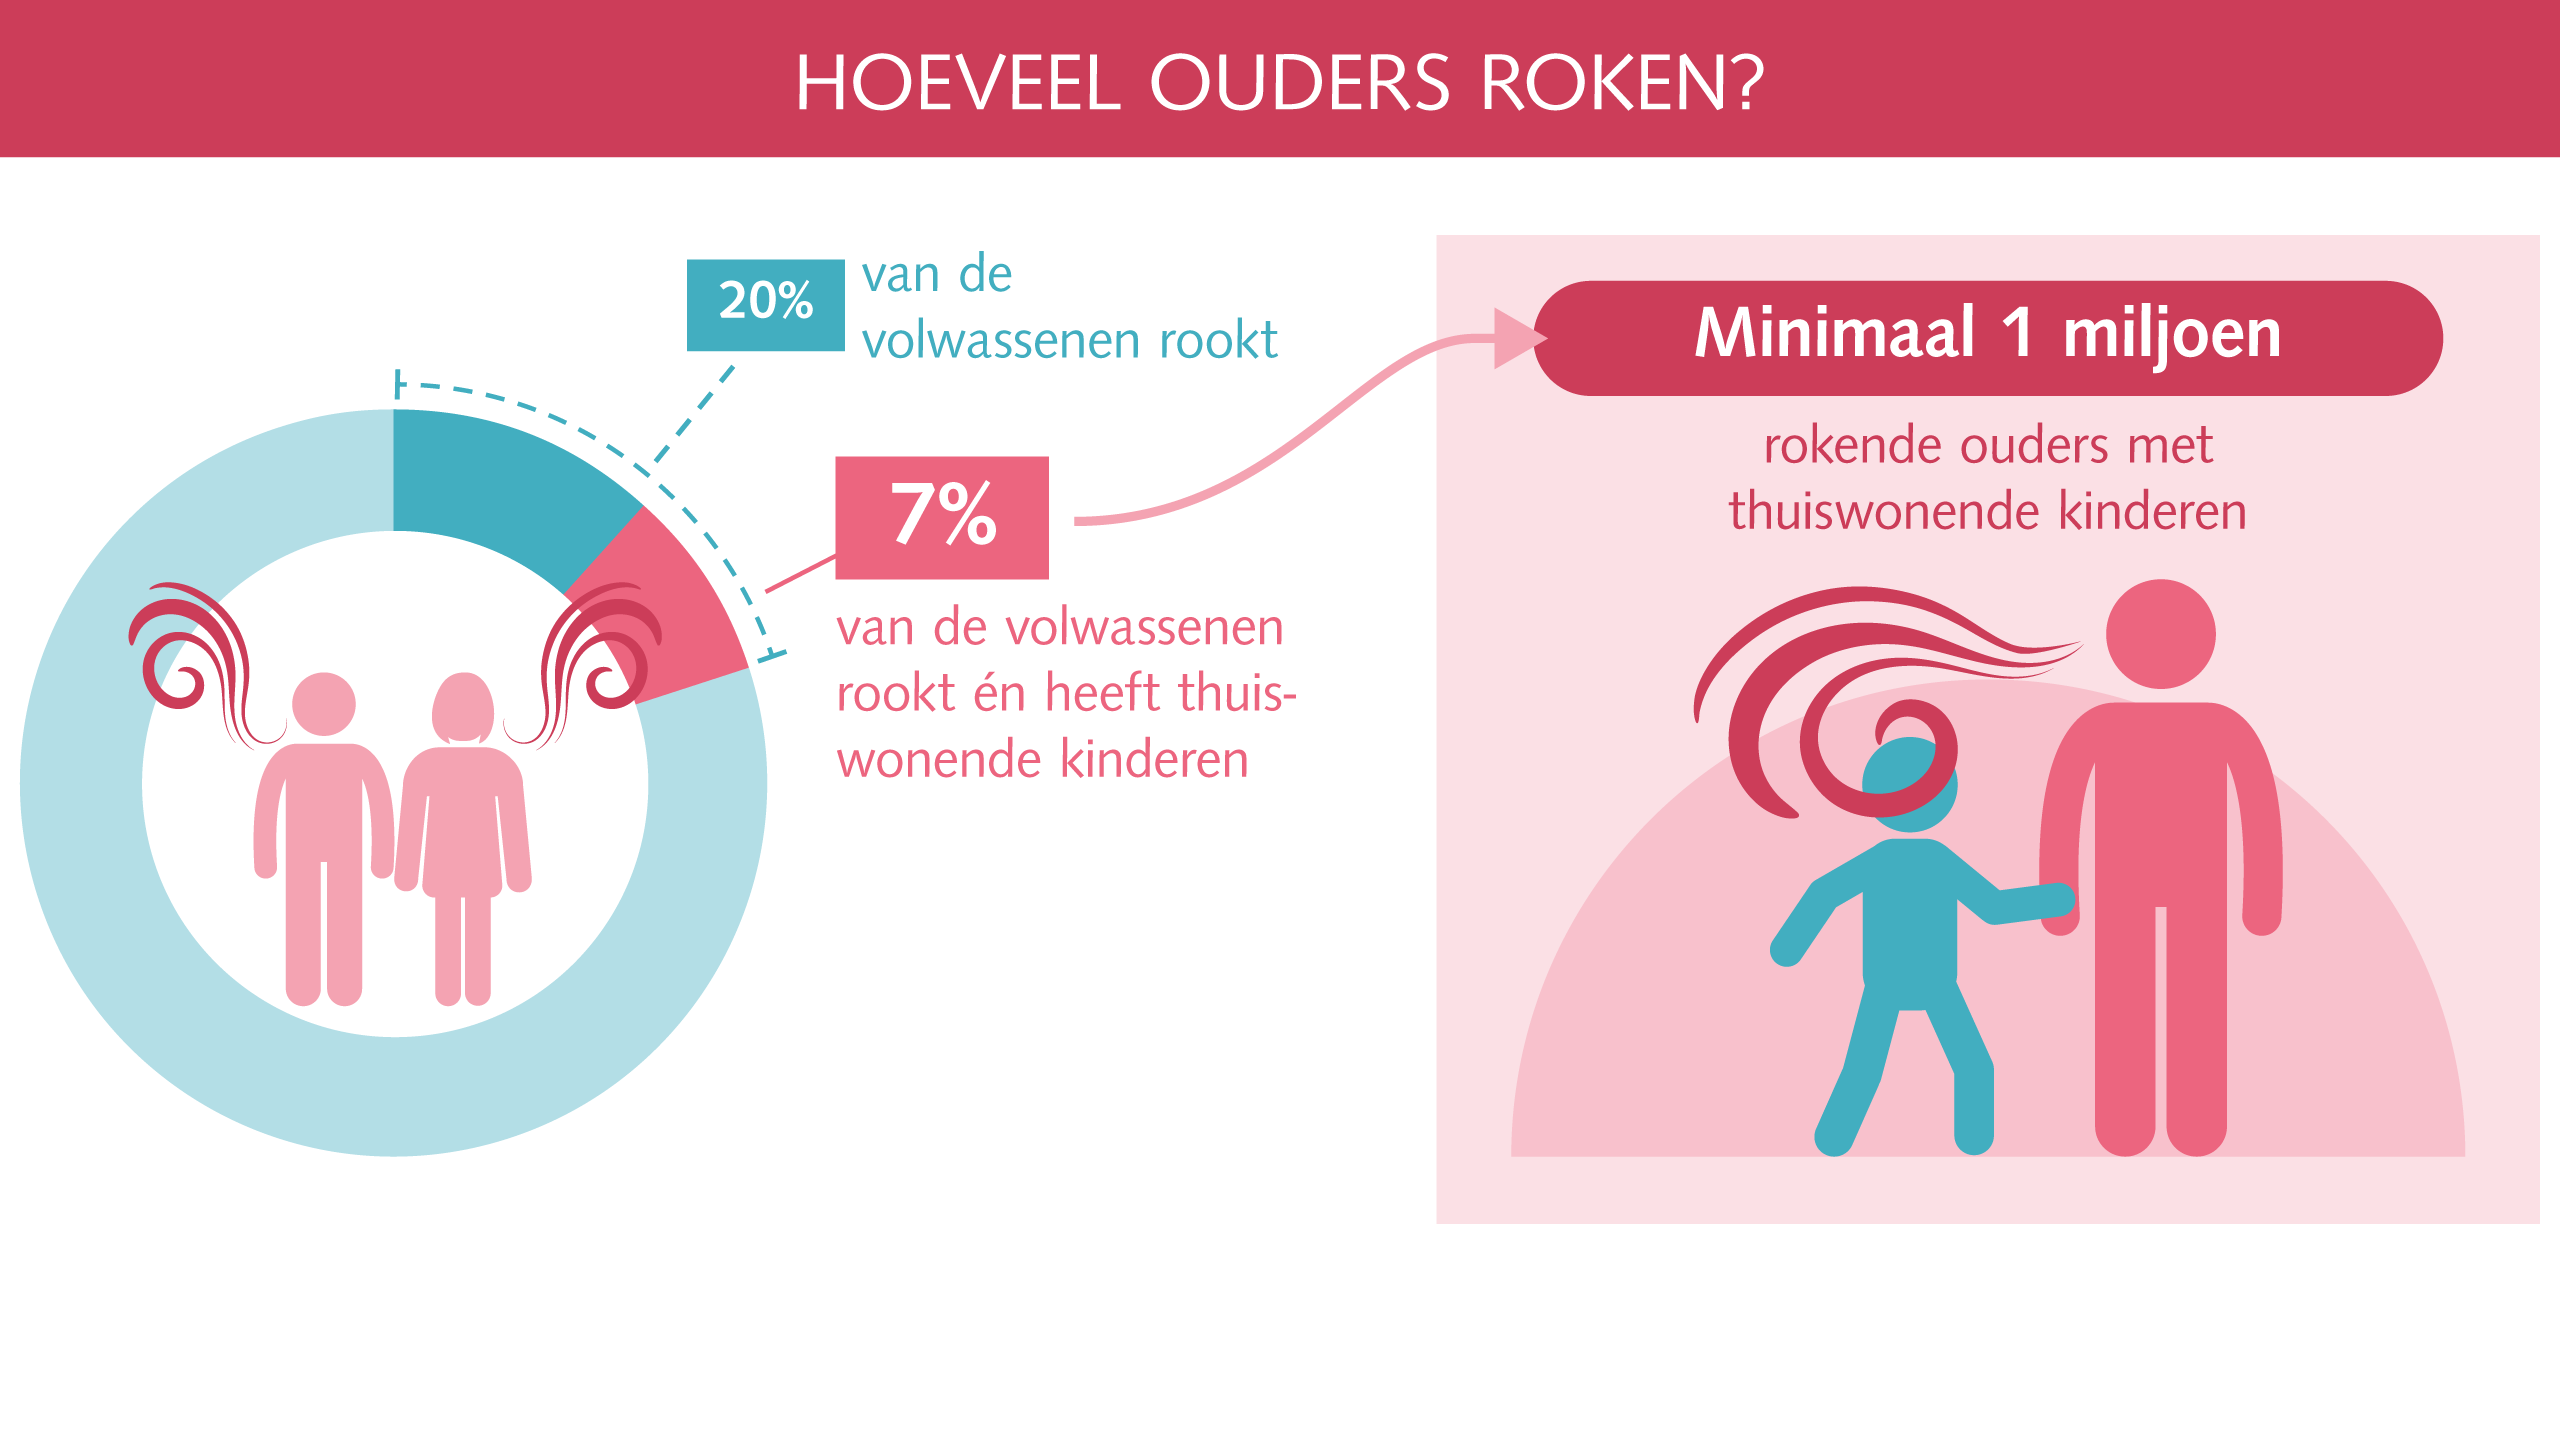 HOEVEEL OUDERS ROKEN?
20%
van de
volwassenen rookt
7%
van de volwassenen
rookt én heeft thuis-
wonende kinderen
Minimaal 1 miljoen
rokende ouders met
thuiswonende kinderen